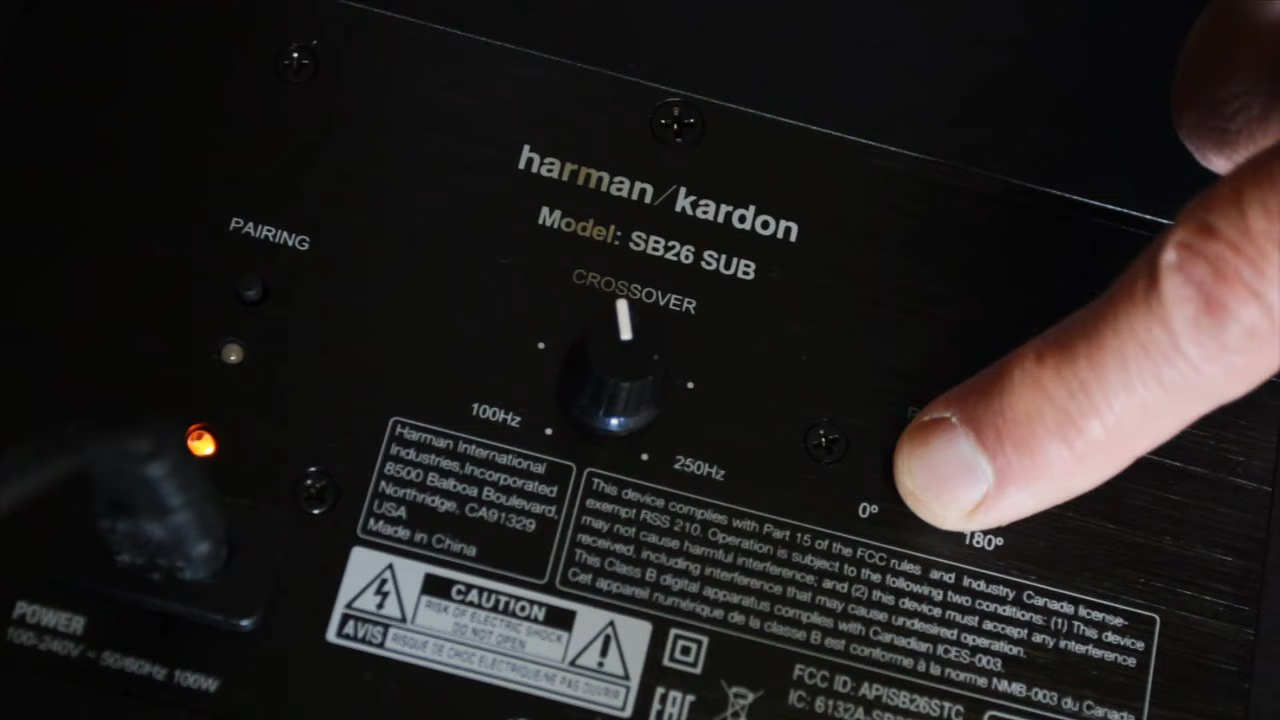 harman/kardon
Model: SB26 SUB
PAIRING
CROSSOVER
100Hz
250Hz
0°
180°
Harman International
Industries,Incorporated
8500 Balboa Boulevard,
Northridge, CA91329
USA
Made in China
This device complies with Part 15 of the FCC rules and Industry Canada license-
exempt RSS 210. Operation is subject to the following two conditions: (1) This device
may not cause harmful interference; and (2) this device must accept any interference
received, including interference that may cause undesired operation.
This Class B digital apparatus complies with Canadian ICES-003.
Cet appareil numérique de la classe B est conforme à la norme NMB-003 du Canada
CAUTION
RISK OF ELECTRIC SHOCK
DO NOT OPEN
AVIS
RISQUE DE CHOC ELECTRIQUE NE PAS OUVRIR
POWER
100-240V ~ 50/60Hz 100W
EAC
FCC ID: APISB26STC
IC: 6132A-